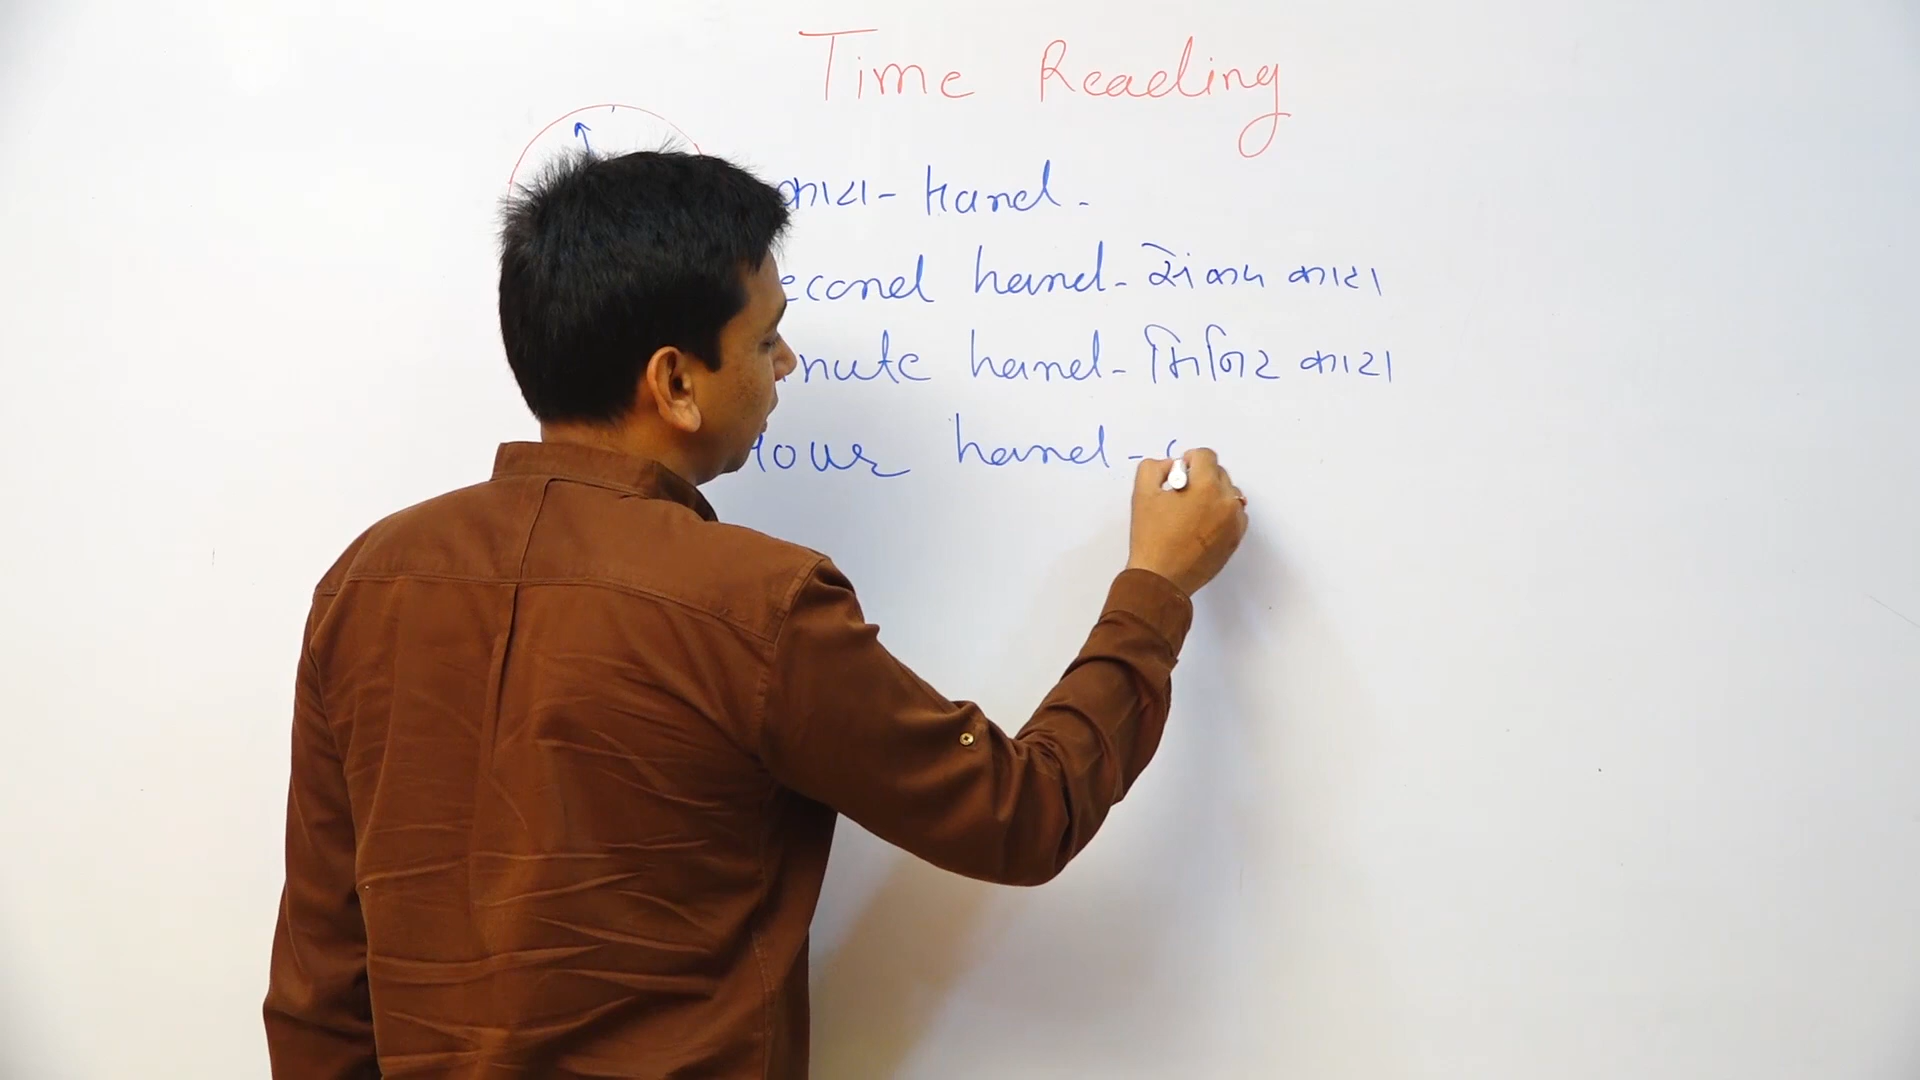 Time Reading
કાટા - Hand -
econd hand - સેકન્ડ કાટા
nute hand - મિનિટ કાટા
Hour hand -